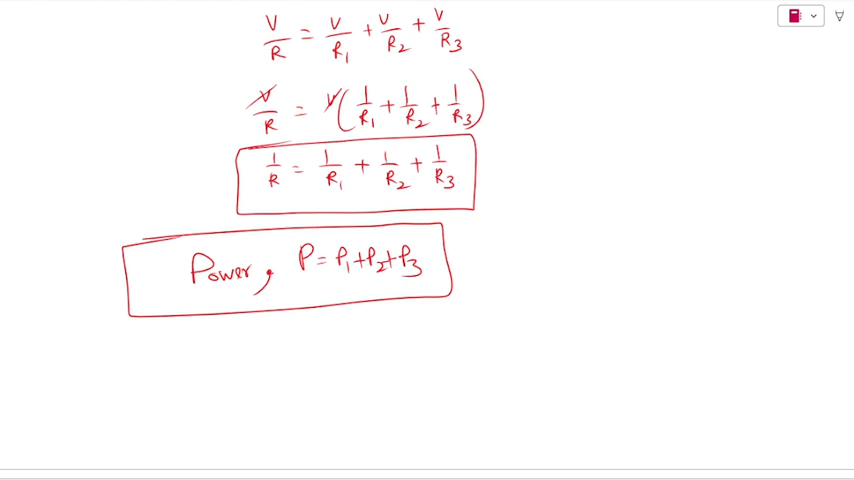 V/R = V/R₁ + V/R₂ + V/R₃
V/R = V(1/R₁ + 1/R₂ + 1/R₃)
1/R = 1/R₁ + 1/R₂ + 1/R₃
Power, P = P₁+P₂+P₃